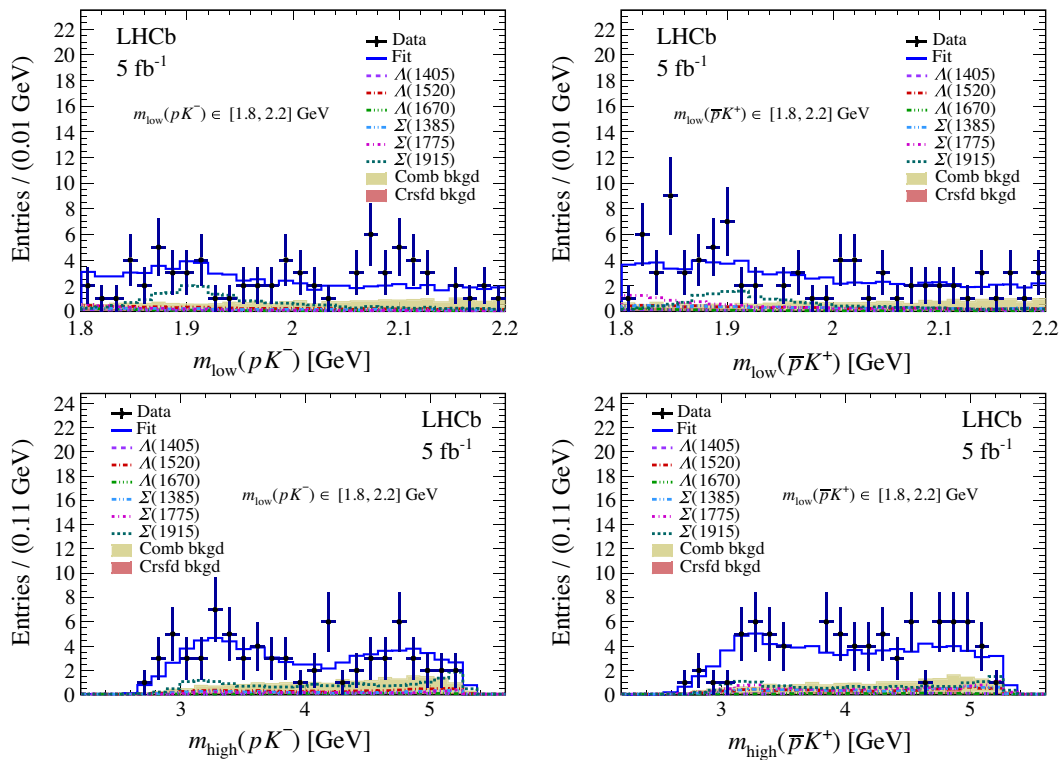 LHCb
5 fb⁻¹
m_low(pK⁻) ∈ [1.8, 2.2] GeV
Data
Fit
Λ(1405)
Λ(1520)
Λ(1670)
Σ(1385)
Σ(1775)
Σ(1915)
Comb bkgd
Crsfd bkgd
Entries / (0.01 GeV)
22
20
18
16
14
12
10
8
6
4
2
0
1.8
1.9
2
2.1
2.2
m_low(pK⁻) [GeV]
LHCb
5 fb⁻¹
m_low(p̅K⁺) ∈ [1.8, 2.2] GeV
Data
Fit
Λ(1405)
Λ(1520)
Λ(1670)
Σ(1385)
Σ(1775)
Σ(1915)
Comb bkgd
Crsfd bkgd
Entries / (0.01 GeV)
22
20
18
16
14
12
10
8
6
4
2
0
1.8
1.9
2
2.1
2.2
m_low(p̅K⁺) [GeV]
Data
Fit
Λ(1405)
Λ(1520)
Λ(1670)
Σ(1385)
Σ(1775)
Σ(1915)
Comb bkgd
Crsfd bkgd
LHCb
5 fb⁻¹
m_low(pK⁻) ∈ [1.8, 2.2] GeV
Entries / (0.11 GeV)
24
22
20
18
16
14
12
10
8
6
4
2
0
3
4
5
m_high(pK⁻) [GeV]
Data
Fit
Λ(1405)
Λ(1520)
Λ(1670)
Σ(1385)
Σ(1775)
Σ(1915)
Comb bkgd
Crsfd bkgd
LHCb
5 fb⁻¹
m_low(p̅K⁺) ∈ [1.8, 2.2] GeV
Entries / (0.11 GeV)
24
22
20
18
16
14
12
10
8
6
4
2
0
3
4
5
m_high(p̅K⁺) [GeV]